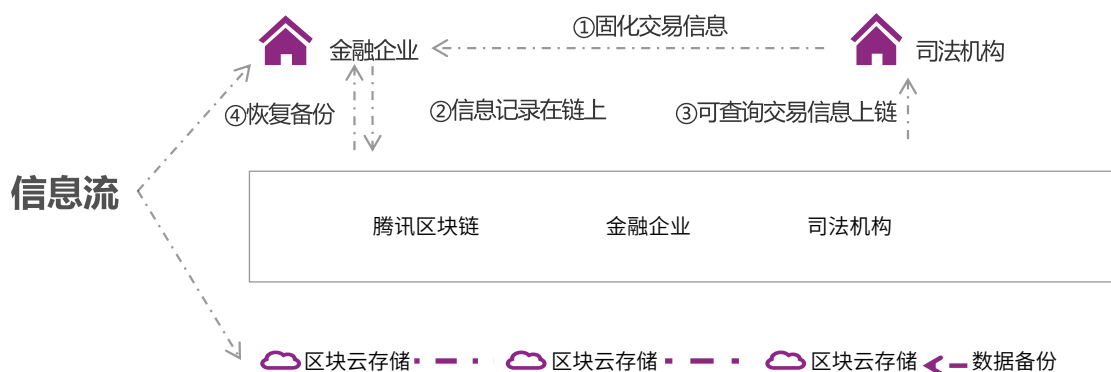 ①固化交易信息
金融企业
司法机构
④恢复备份
②信息记录在链上
③可查询交易信息上链
信息流
腾讯区块链
金融企业
司法机构
区块云存储
区块云存储
区块云存储
数据备份